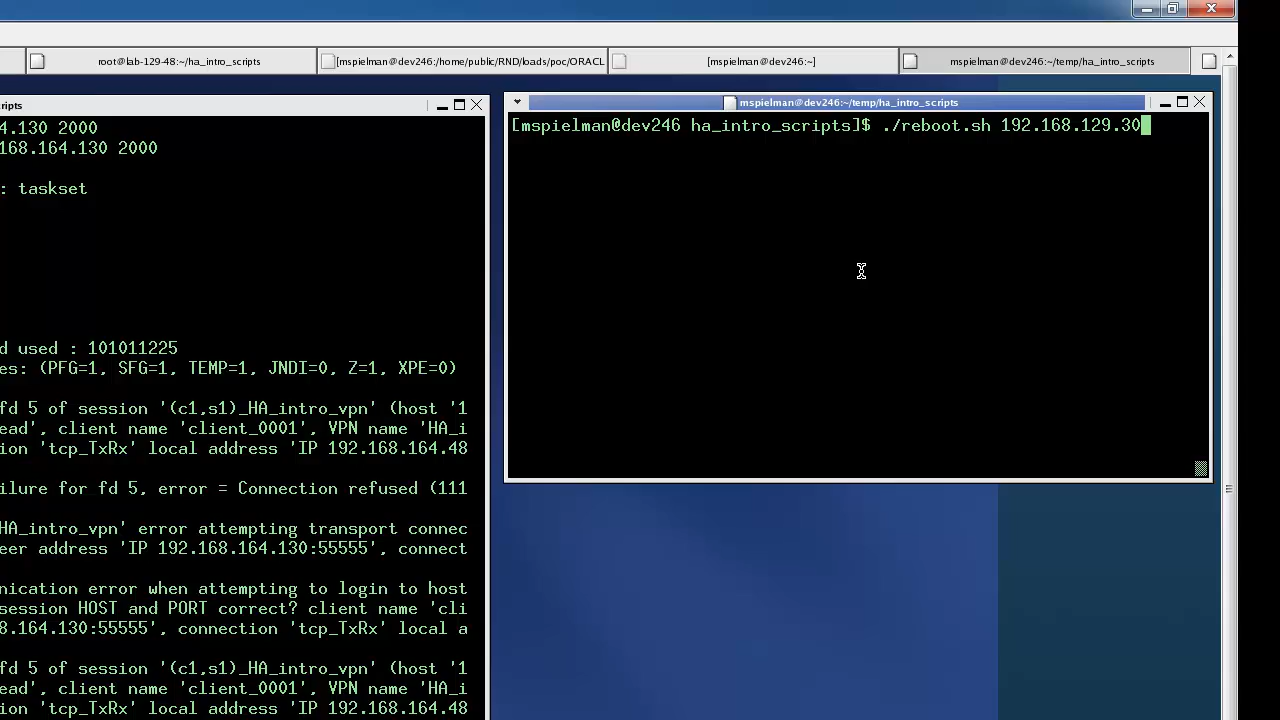 root@lab-129-48:~/ha_intro_scripts
[mspielman@dev246:/home/public/RND/loads/poc/ORACL
[mspielman@dev246:~]
mspielman@dev246:~/temp/ha_intro_scripts
ripts
4.130 2000
168.164.130 2000
: taskset
d used : 101011225
es: (PFG=1, SFG=1, TEMP=1, JNDI=0, Z=1, XPE=0)
fd 5 of session '(c1,s1)_HA_intro_vpn' (host '1
ead', client name 'client_0001', VPN name 'HA_i
ion 'tcp_TxRx' local address 'IP 192.168.164.48
ilure for fd 5, error = Connection refused (111
HA_intro_vpn' error attempting transport connec
eer address 'IP 192.168.164.130:55555', connect
nication error when attempting to login to host
session HOST and PORT correct? client name 'cli
8.164.130:55555', connection 'tcp_TxRx' local a
fd 5 of session '(c1,s1)_HA_intro_vpn' (host '1
ead', client name 'client_0001', VPN name 'HA_i
ion 'tcp_TxRx' local address 'IP 192.168.164.48
mspielman@dev246:~/temp/ha_intro_scripts
[mspielman@dev246 ha_intro_scripts]$ ./reboot.sh 192.168.129.30